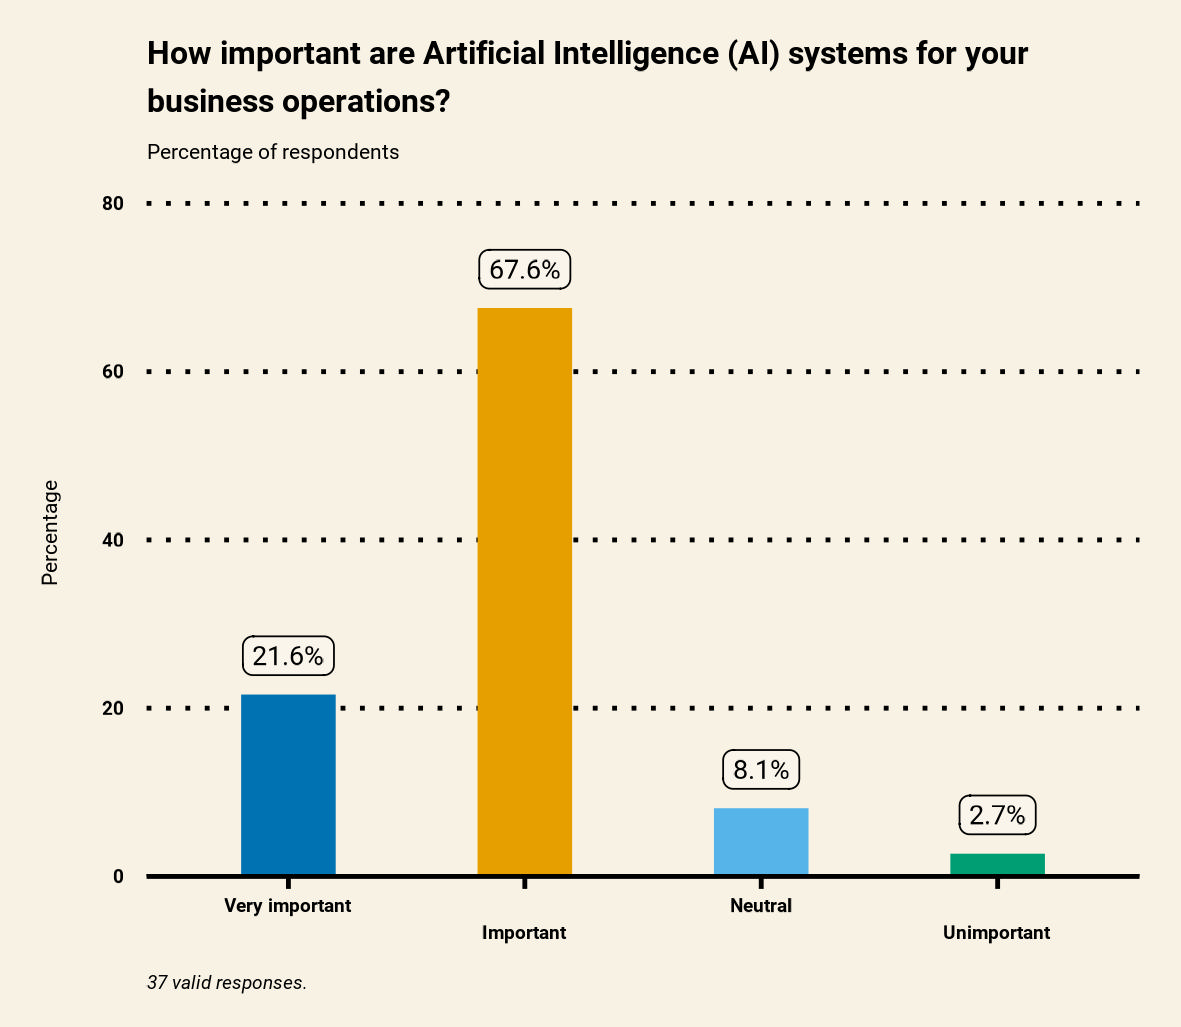 How important are Artificial Intelligence (AI) systems for your
business operations?
Percentage of respondents
80
67.6%
60
Percentage
40
21.6%
20
8.1%
2.7%
0
Very important
Important
Neutral
Unimportant
37 valid responses.